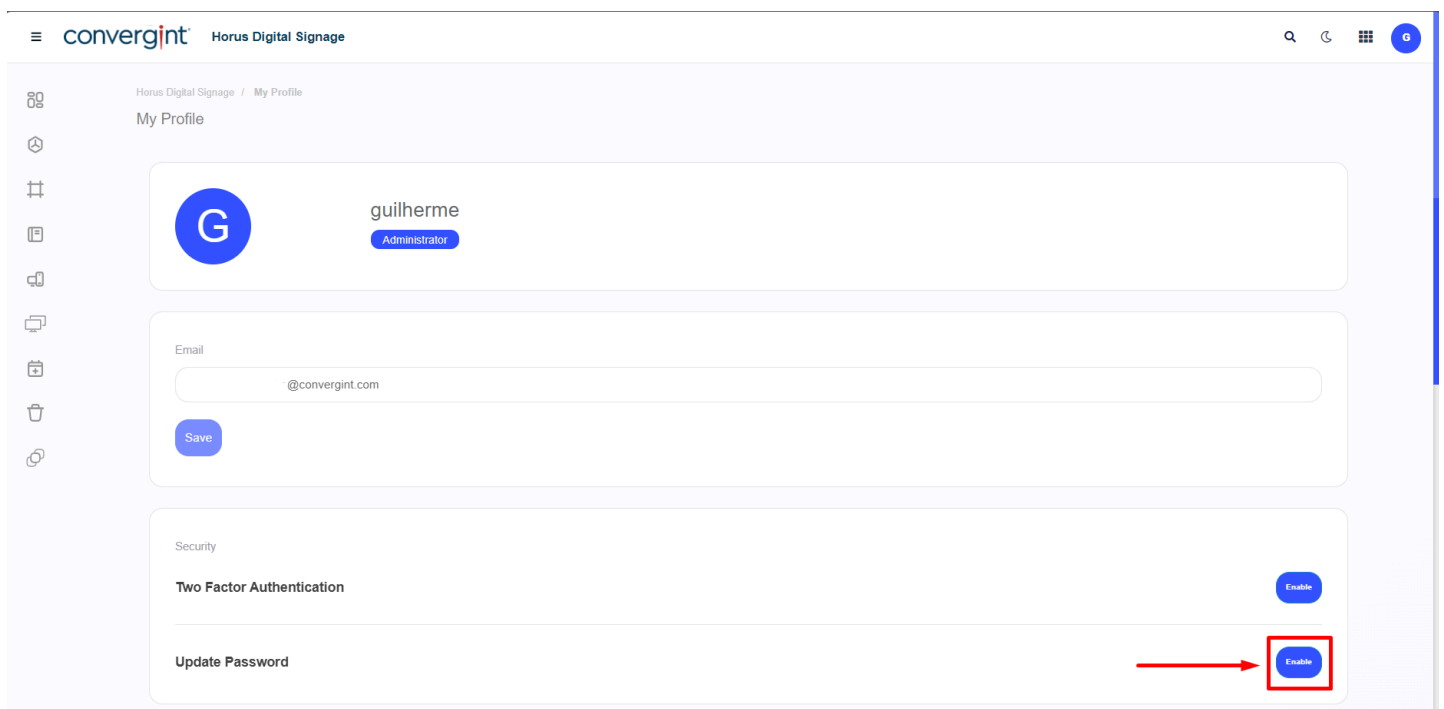 convergint Horus Digital Signage
G
Horus Digital Signage / My Profile
My Profile
G
guilherme
Administrator
Email
@convergint.com
Save
Security
Two Factor Authentication
Enable
Update Password
Enable